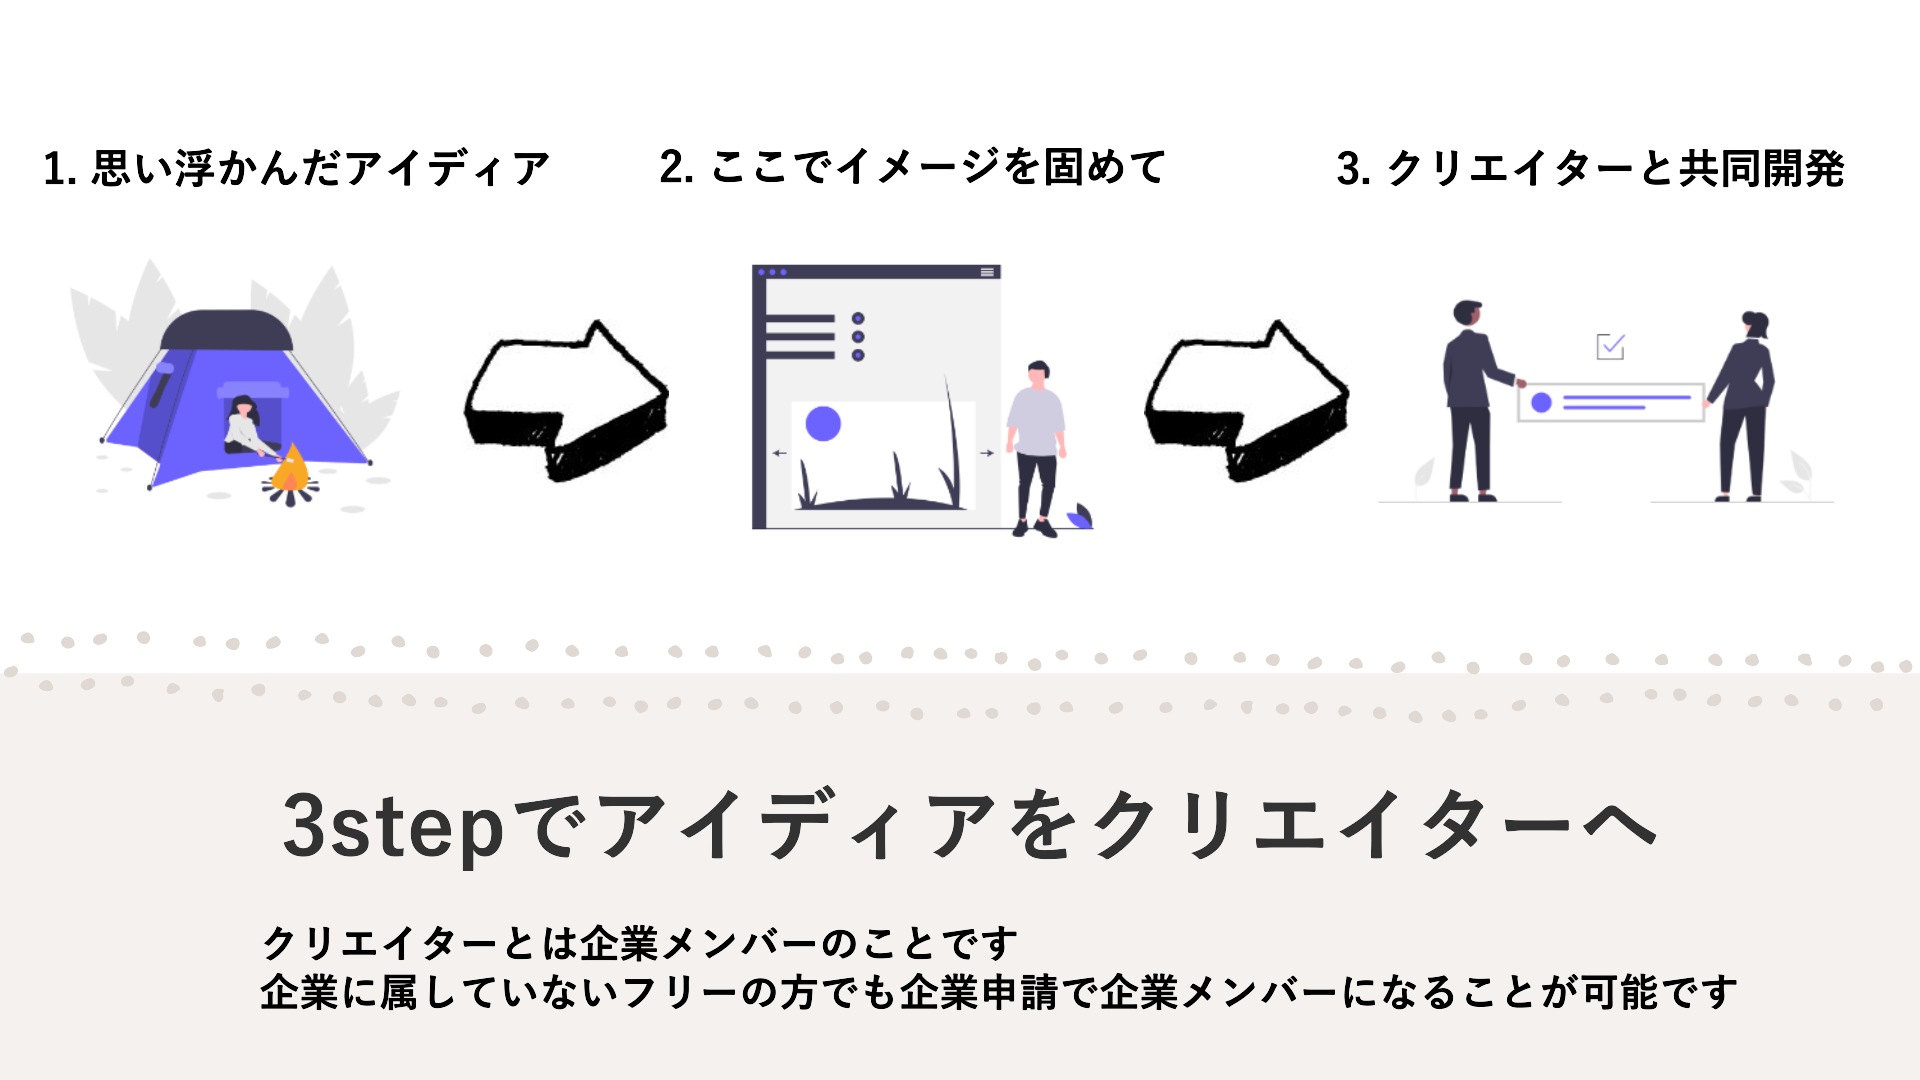 1. 思い浮かんだアイディア
2. ここでイメージを固めて
3. クリエイターと共同開発
3stepでアイディアをクリエイターへ
クリエイターとは企業メンバーのことです
企業に属していないフリーの方でも企業申請で企業メンバーになることが可能です